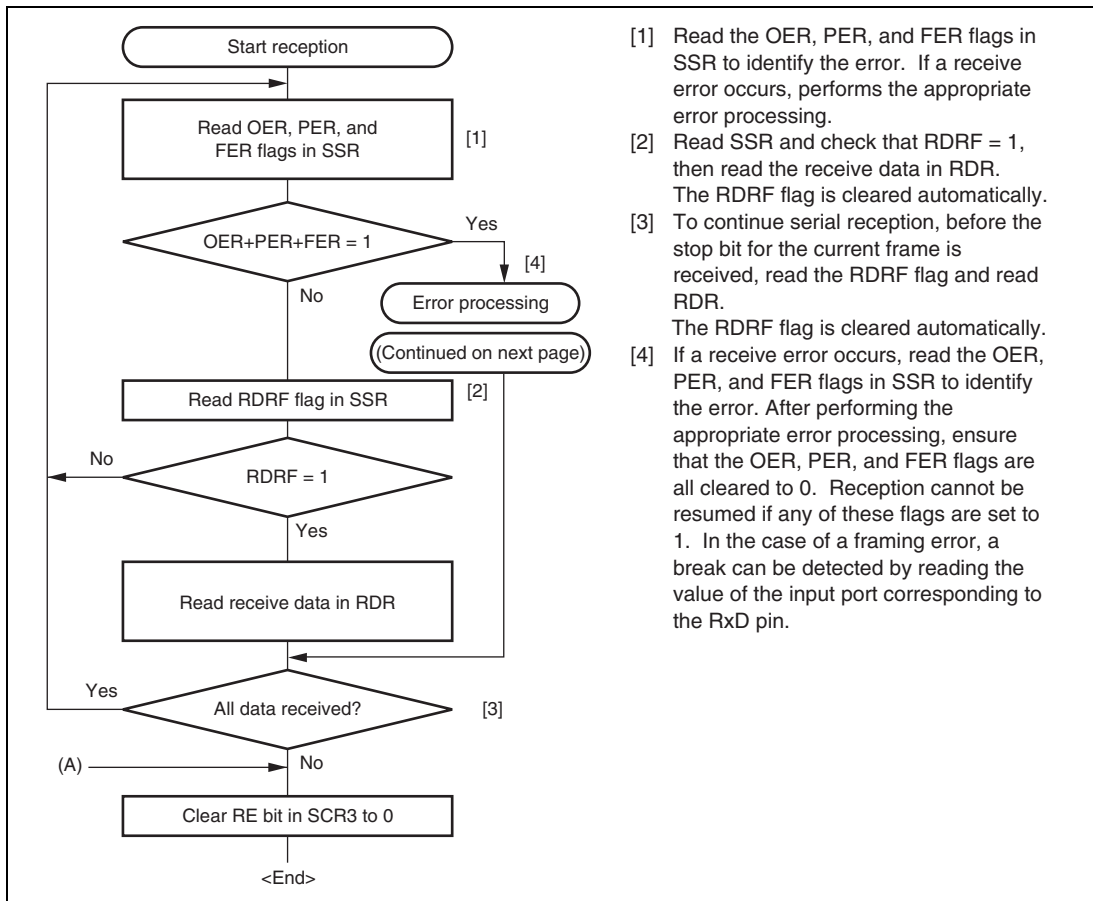 Start reception
Read OER, PER, and
FER flags in SSR
[1]
OER+PER+FER = 1
Yes
[4]
No
Error processing
(Continued on next page)
Read RDRF flag in SSR
[2]
No
RDRF = 1
Yes
Read receive data in RDR
Yes
All data received?
[3]
(A)
No
Clear RE bit in SCR3 to 0
<End>
[1] Read the OER, PER, and FER flags in
SSR to identify the error. If a receive
error occurs, performs the appropriate
error processing.
[2] Read SSR and check that RDRF = 1,
then read the receive data in RDR.
The RDRF flag is cleared automatically.
[3] To continue serial reception, before the
stop bit for the current frame is
received, read the RDRF flag and read
RDR.
The RDRF flag is cleared automatically.
[4] If a receive error occurs, read the OER,
PER, and FER flags in SSR to identify
the error. After performing the
appropriate error processing, ensure
that the OER, PER, and FER flags are
all cleared to 0. Reception cannot be
resumed if any of these flags are set to
1. In the case of a framing error, a
break can be detected by reading the
value of the input port corresponding to
the RxD pin.